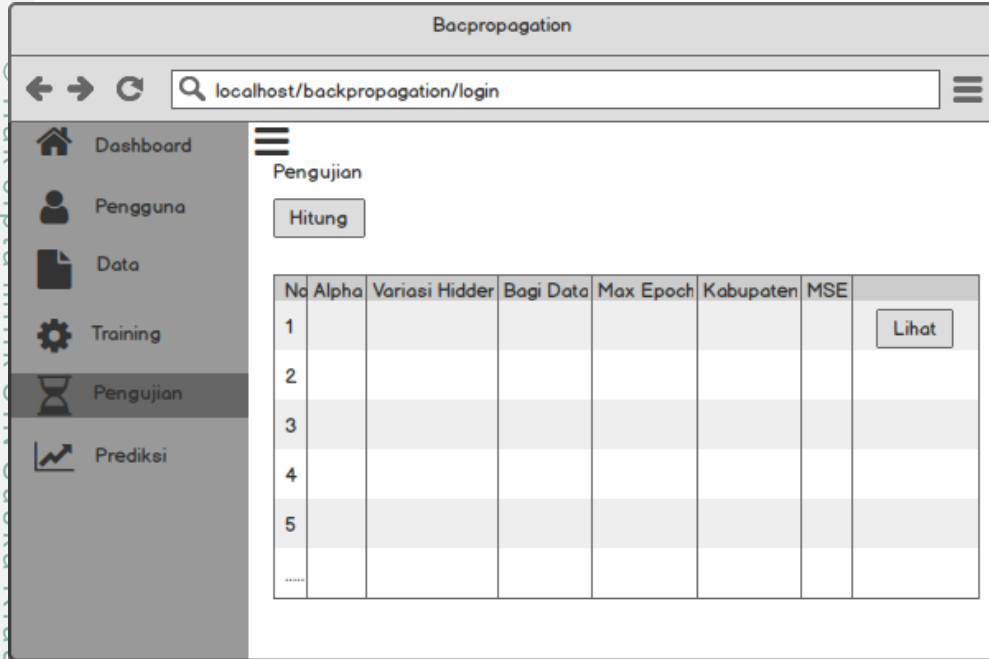 Bacpropagation
localhost/backpropagation/login
Dashboard
Pengguna
Data
Training
Pengujian
Prediksi
Pengujian
Hitung
No Alpha Variasi Hidder Bagi Data Max Epoch Kabupaten MSE
1 Lihat
2
3
4
5
......